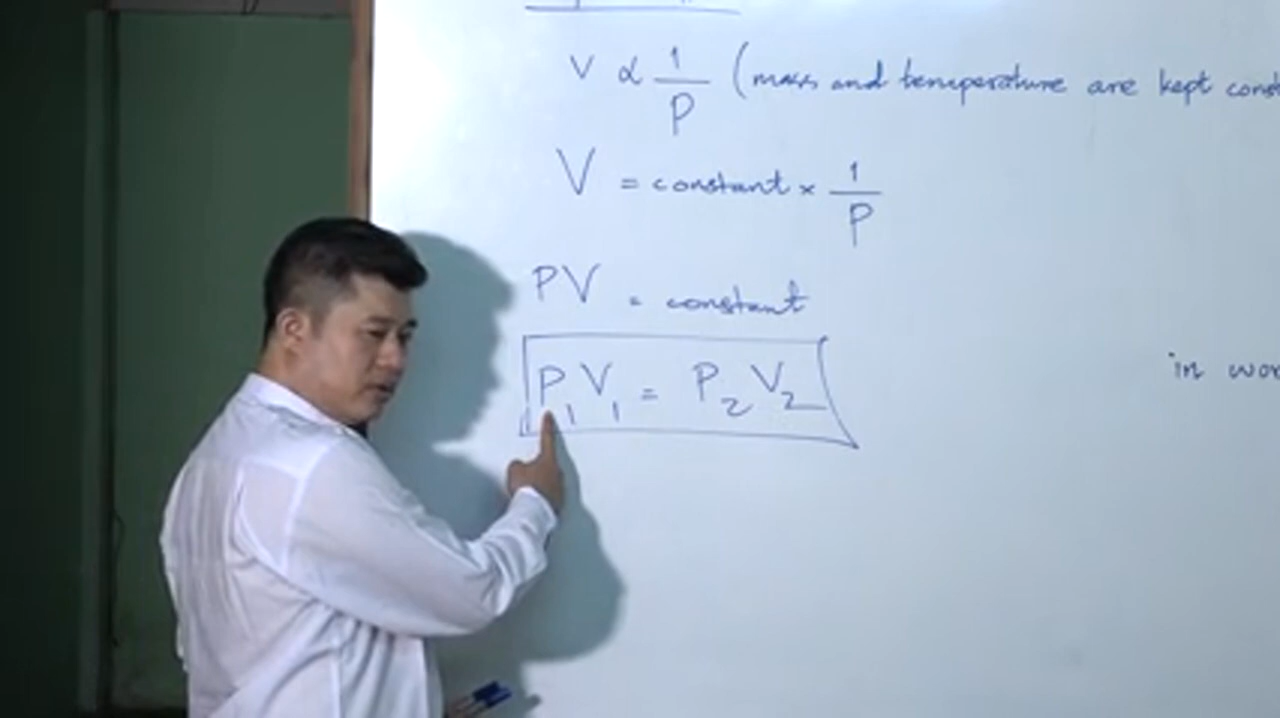 V ∝ 1/P (mass and temperature are kept
V = constant × 1/P
PV = constant
P₁V₁ = P₂V₂
in